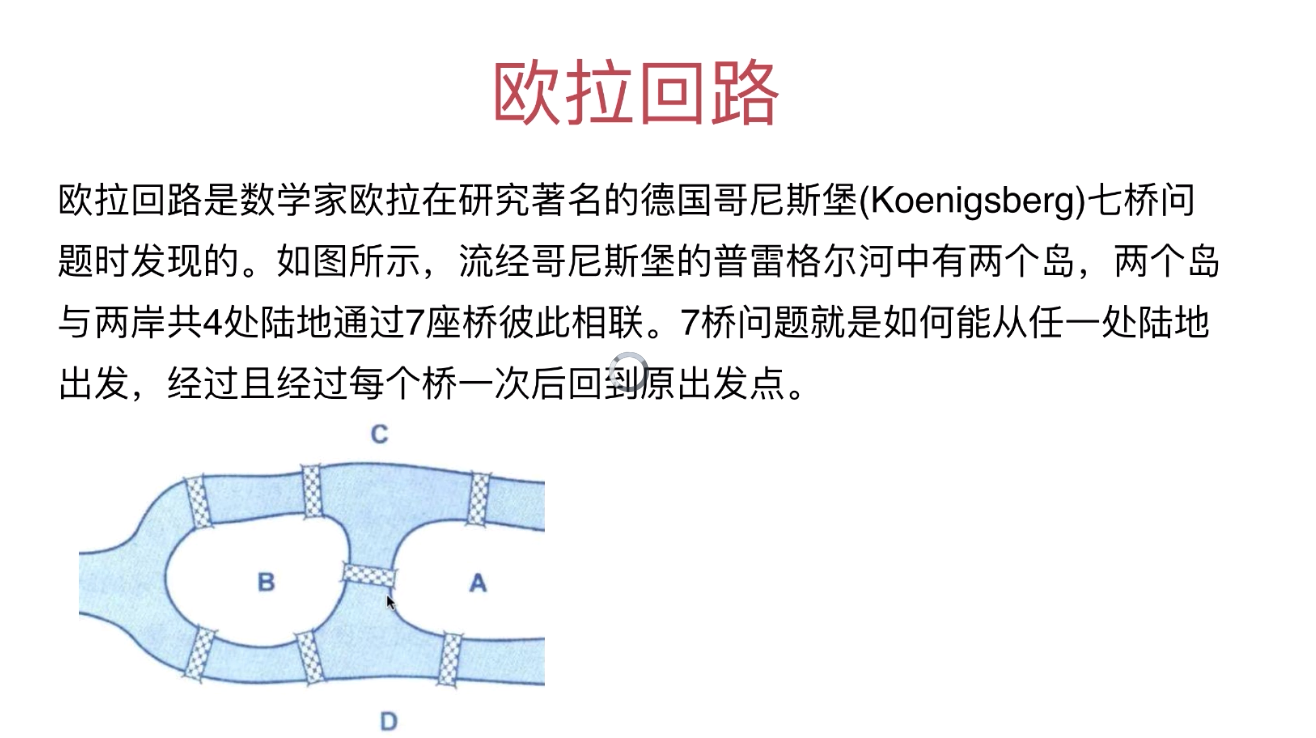 欧拉回路
欧拉回路是数学家欧拉在研究著名的德国哥尼斯堡(Koenigsberg)七桥问
题时发现的。如图所示，流经哥尼斯堡的普雷格尔河中有两个岛，两个岛
与两岸共4处陆地通过7座桥彼此相联。7桥问题就是如何能从任一处陆地
出发，经过且经过每个桥一次后回到原出发点。
C
B
A
D